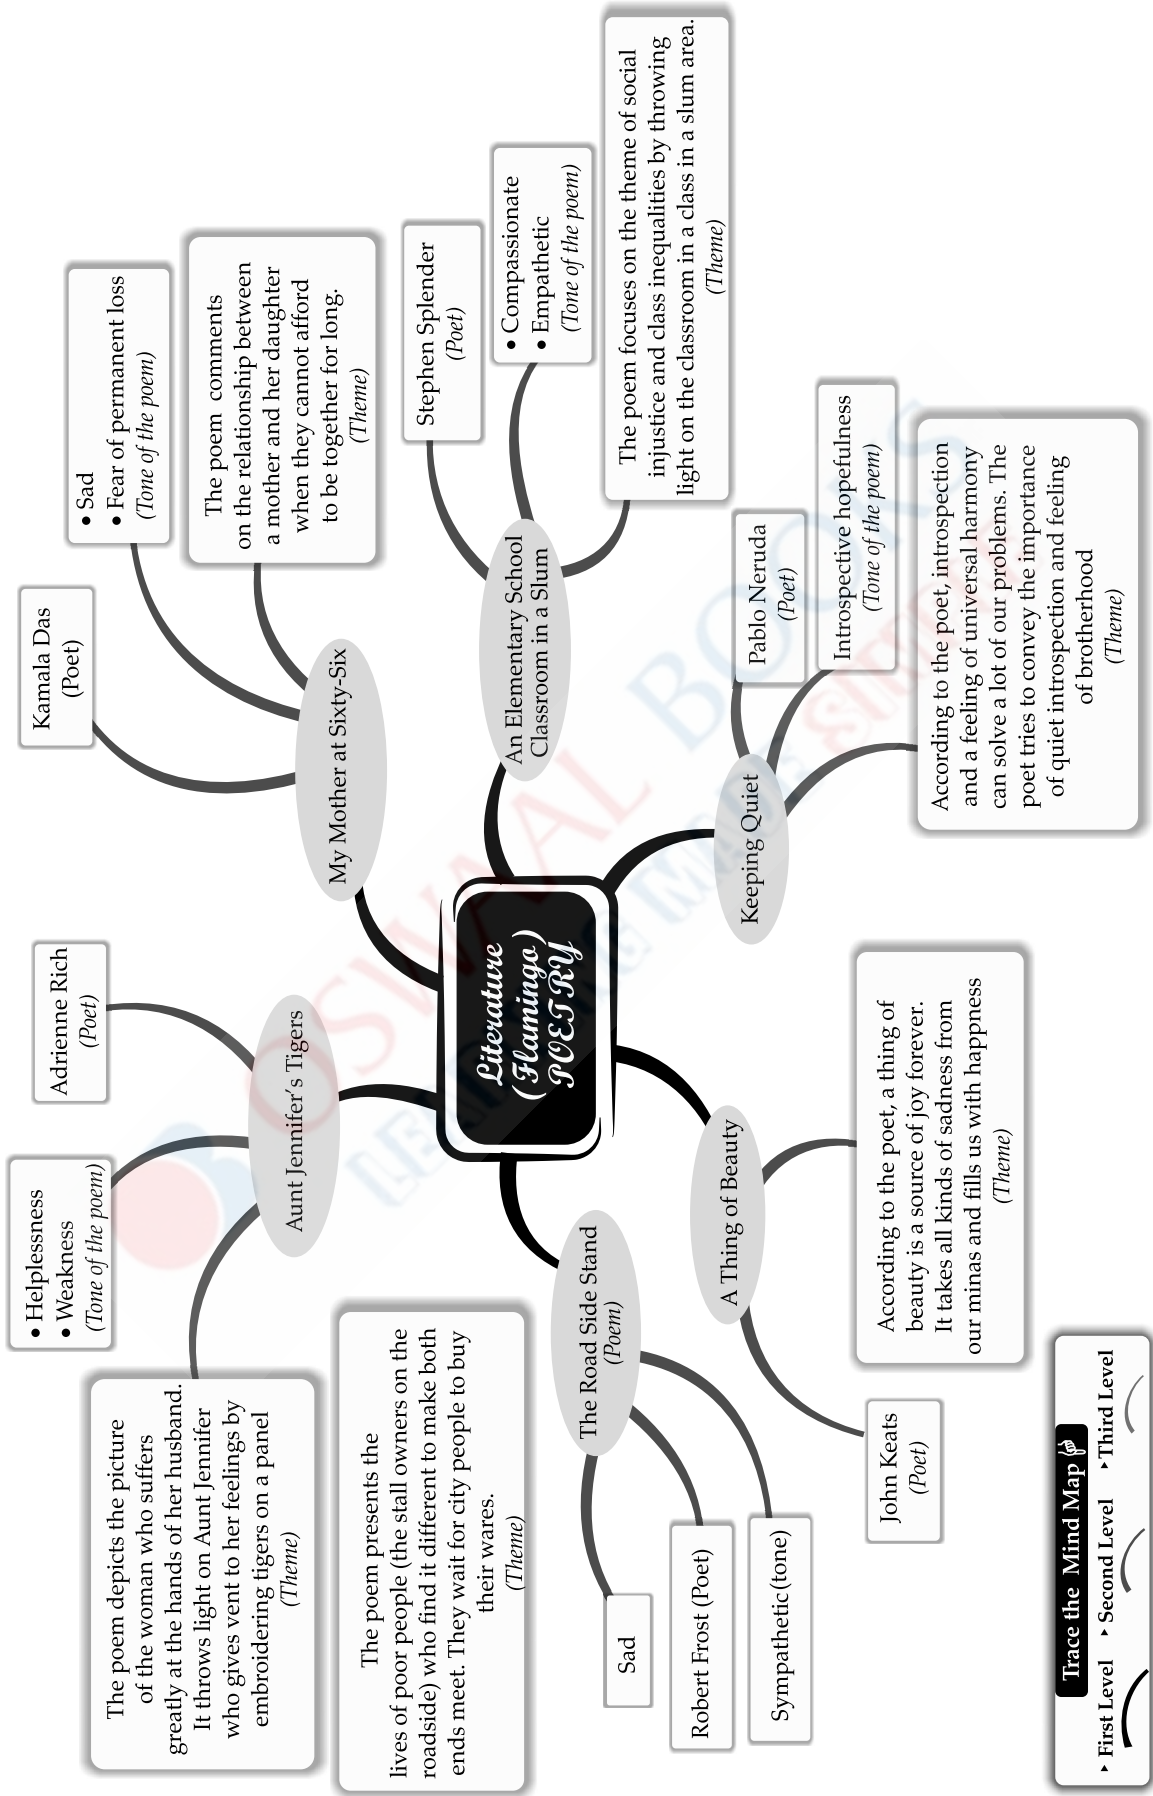 Literature
(Flamingo)
POETRY
My Mother at Sixty-Six
Kamala Das
(Poet)
• Sad
• Fear of permanent loss
(Tone of the poem)
The poem comments
on the relationship between
a mother and her daughter
when they cannot afford
to be together for long.
(Theme)
An Elementary School
Classroom in a Slum
Stephen Splender
(Poet)
• Compassionate
• Empathetic
(Tone of the poem)
The poem focuses on the theme of social
injustice and class inequalities by throwing
light on the classroom in a class in a slum area.
(Theme)
Keeping Quiet
Pablo Neruda
(Poet)
Introspective hopefulness
(Tone of the poem)
According to the poet, introspection
and a feeling of universal harmony
can solve a lot of our problems. The
poet tries to convey the importance
of quiet introspection and feeling
of brotherhood
(Theme)
A Thing of Beauty
According to the poet, a thing of
beauty is a source of joy forever.
It takes all kinds of sadness from
our minas and fills us with happness
(Theme)
John Keats
(Poet)
The Road Side Stand
(Poem)
Sympathetic (tone)
Robert Frost (Poet)
Sad
The poem presents the
lives of poor people (the stall owners on the
roadside) who find it different to make both
ends meet. They wait for city people to buy
their wares.
(Theme)
Aunt Jennifer's Tigers
The poem depicts the picture
of the woman who suffers
greatly at the hands of her husband.
It throws light on Aunt Jennifer
who gives vent to her feelings by
embroidering tigers on a panel
(Theme)
• Helplessness
• Weakness
(Tone of the poem)
Adrienne Rich
(Poet)
Trace the Mind Map
First Level
Second Level
Third Level
OSWAAL BOOKS
LEARNING MADE SIMPLE